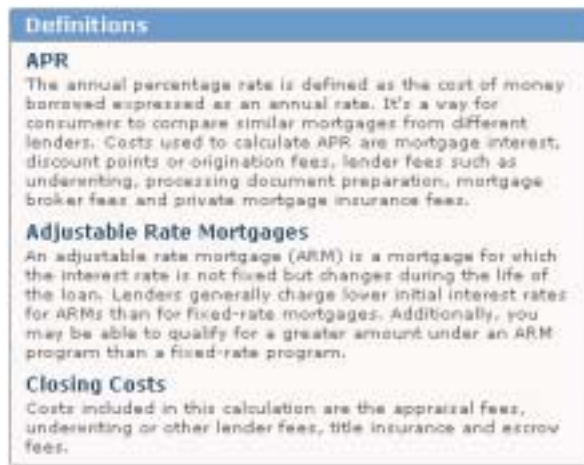 Definitions
APR
The annual percentage rate is defined as the cost of money
borrowed expressed as an annual rate. It's a way for
consumers to compare similar mortgages from different
lenders. Costs used to calculate APR are mortgage interest,
discount points or origination fees, lender fees such as
underwriting, processing document preparation, mortgage
broker fees and private mortgage insurance fees.
Adjustable Rate Mortgages
An adjustable rate mortgage (ARM) is a mortgage for which
the interest rate is not fixed but changes during the life of
the loan. Lenders generally charge lower initial interest rates
for ARMs than for fixed-rate mortgages. Additionally, you
may be able to qualify for a greater amount under an ARM
program than a fixed-rate program.
Closing Costs
Costs included in this calculation are the appraisal fees,
underwriting or other lender fees, title insurance and escrow
fees.